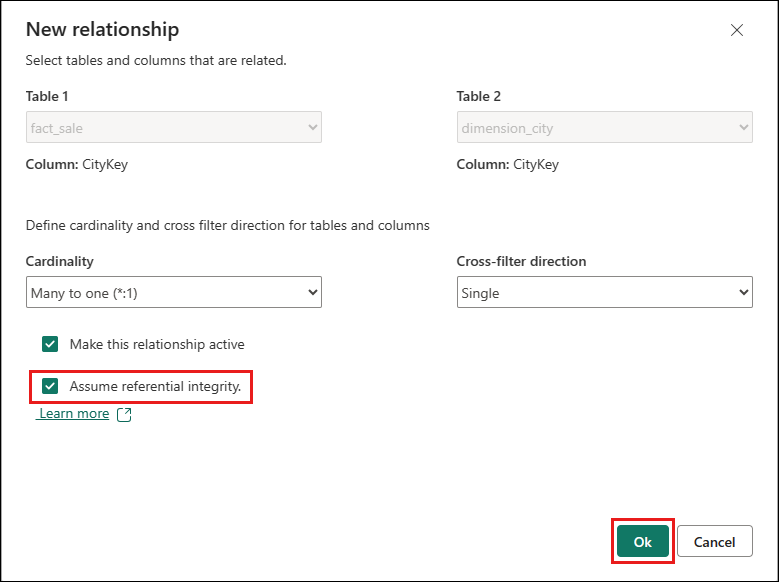 New relationship
Select tables and columns that are related.
Table 1
Table 2
fact_sale
dimension_city
Column: CityKey
Column: CityKey
Define cardinality and cross filter direction for tables and columns
Cardinality
Cross-filter direction
Many to one (*:1)
Single
Make this relationship active
Assume referential integrity.
Learn more
Ok
Cancel